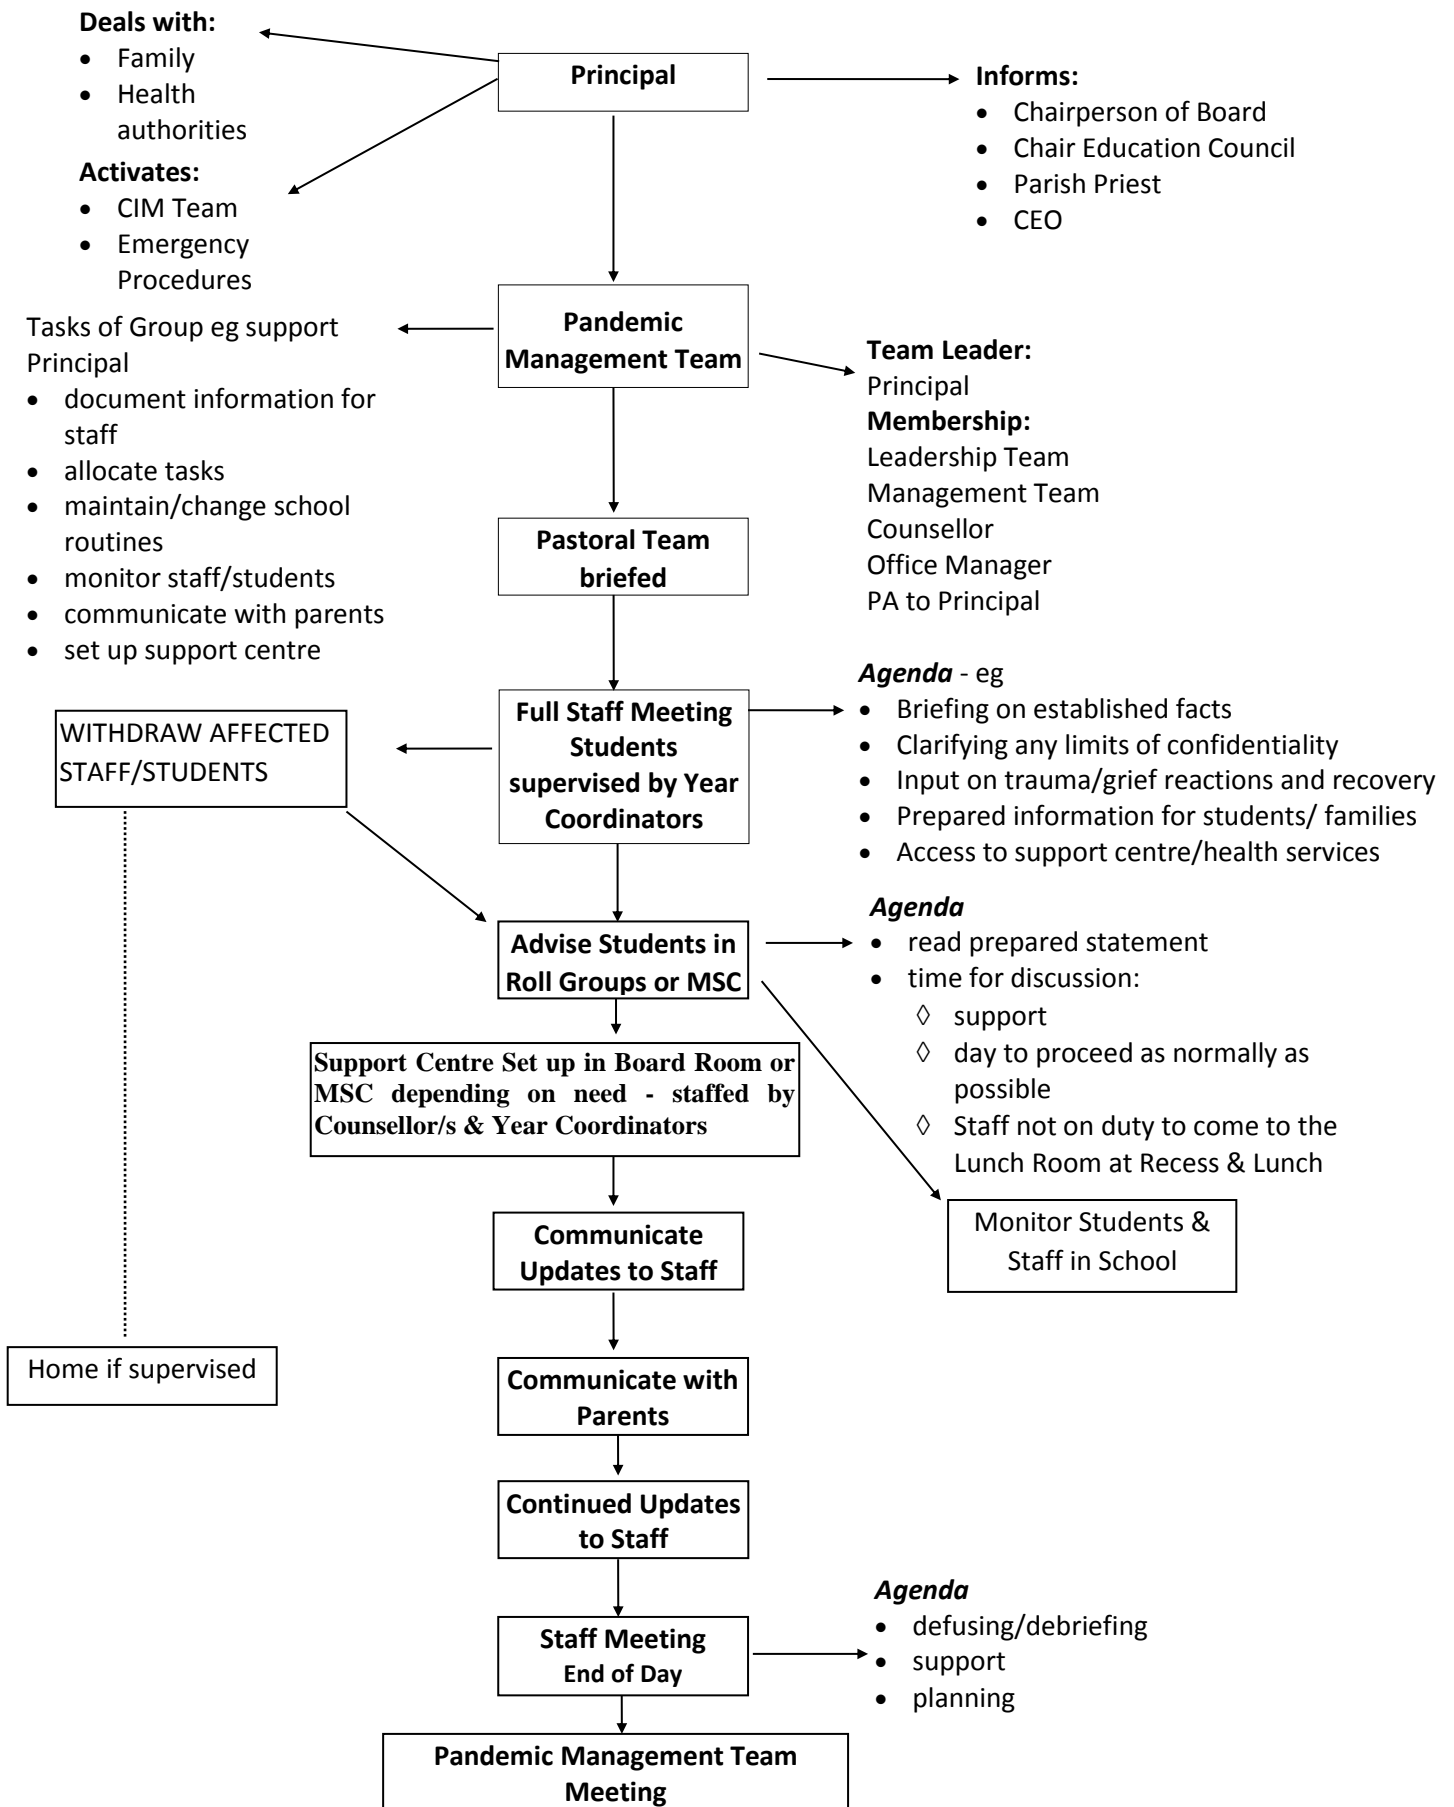 Deals with:
• Family
• Health
authorities
Activates:
• CIM Team
• Emergency
Procedures
Principal
Informs:
• Chairperson of Board
• Chair Education Council
• Parish Priest
• CEO
Tasks of Group eg support
Principal
• document information for
staff
• allocate tasks
• maintain/change school
routines
• monitor staff/students
• communicate with parents
• set up support centre
Pandemic
Management Team
Team Leader:
Principal
Membership:
Leadership Team
Management Team
Counsellor
Office Manager
PA to Principal
Pastoral Team
briefed
Full Staff Meeting
Students
supervised by Year
Coordinators
Agenda - eg
• Briefing on established facts
• Clarifying any limits of confidentiality
• Input on trauma/grief reactions and recovery
• Prepared information for students/ families
• Access to support centre/health services
WITHDRAW AFFECTED
STAFF/STUDENTS
Advise Students in
Roll Groups or MSC
Agenda
• read prepared statement
• time for discussion:
◊ support
◊ day to proceed as normally as
possible
◊ Staff not on duty to come to the
Lunch Room at Recess & Lunch
Support Centre Set up in Board Room or
MSC depending on need - staffed by
Counsellor/s & Year Coordinators
Monitor Students &
Staff in School
Communicate
Updates to Staff
Home if supervised
Communicate with
Parents
Continued Updates
to Staff
Staff Meeting
End of Day
Agenda
• defusing/debriefing
• support
• planning
Pandemic Management Team
Meeting